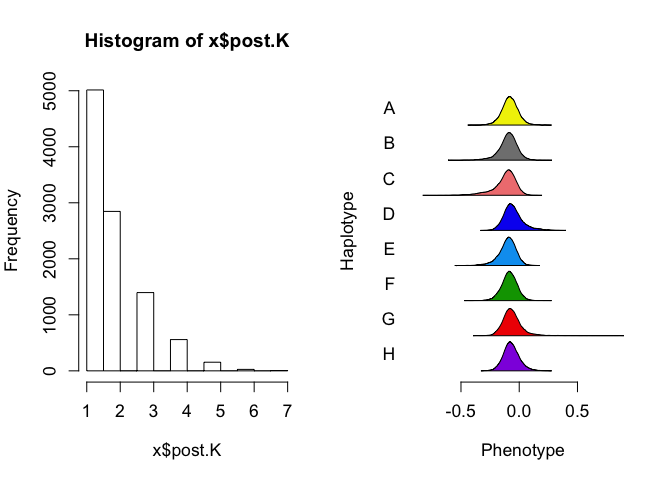 Histogram of x$post.K
Frequency
5000
4000
3000
2000
1000
0
1 2 3 4 5 6 7
x$post.K
Haplotype
A
B
C
D
E
F
G
H
-0.5 0.0 0.5
Phenotype